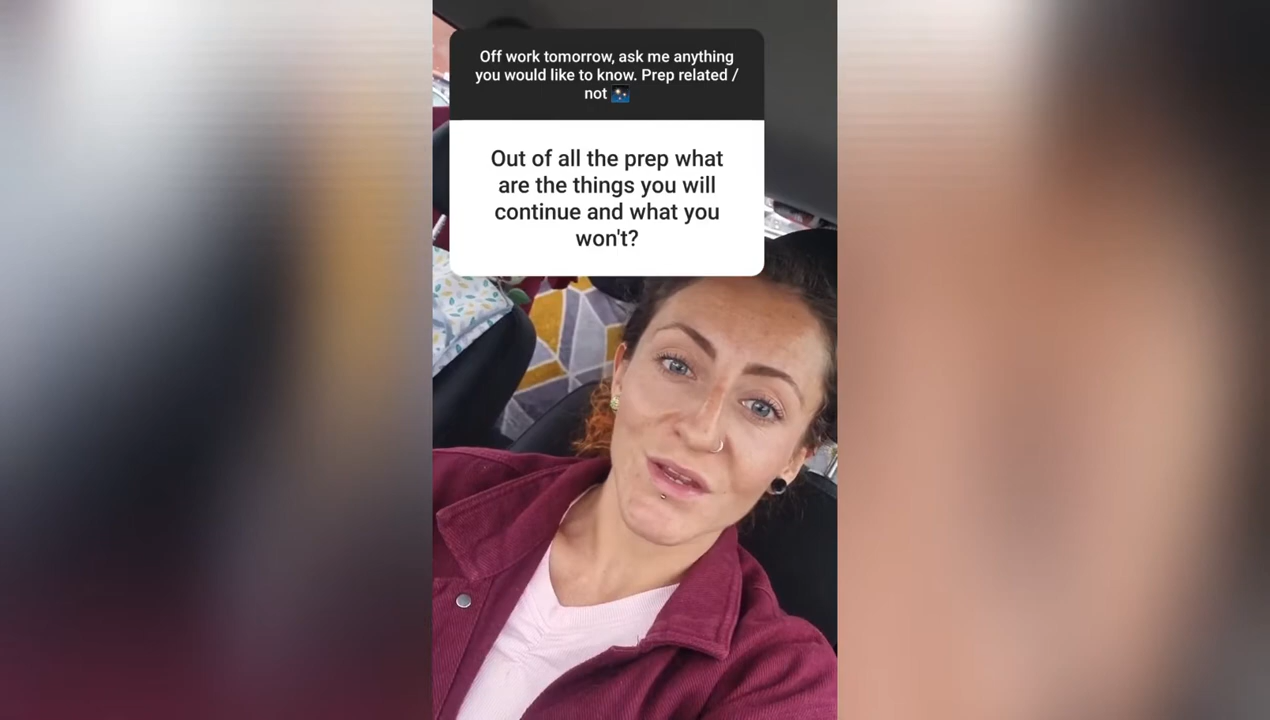 Off work tomorrow, ask me anything
you would like to know. Prep related /
not 🌃
Out of all the prep what
are the things you will
continue and what you
won't?